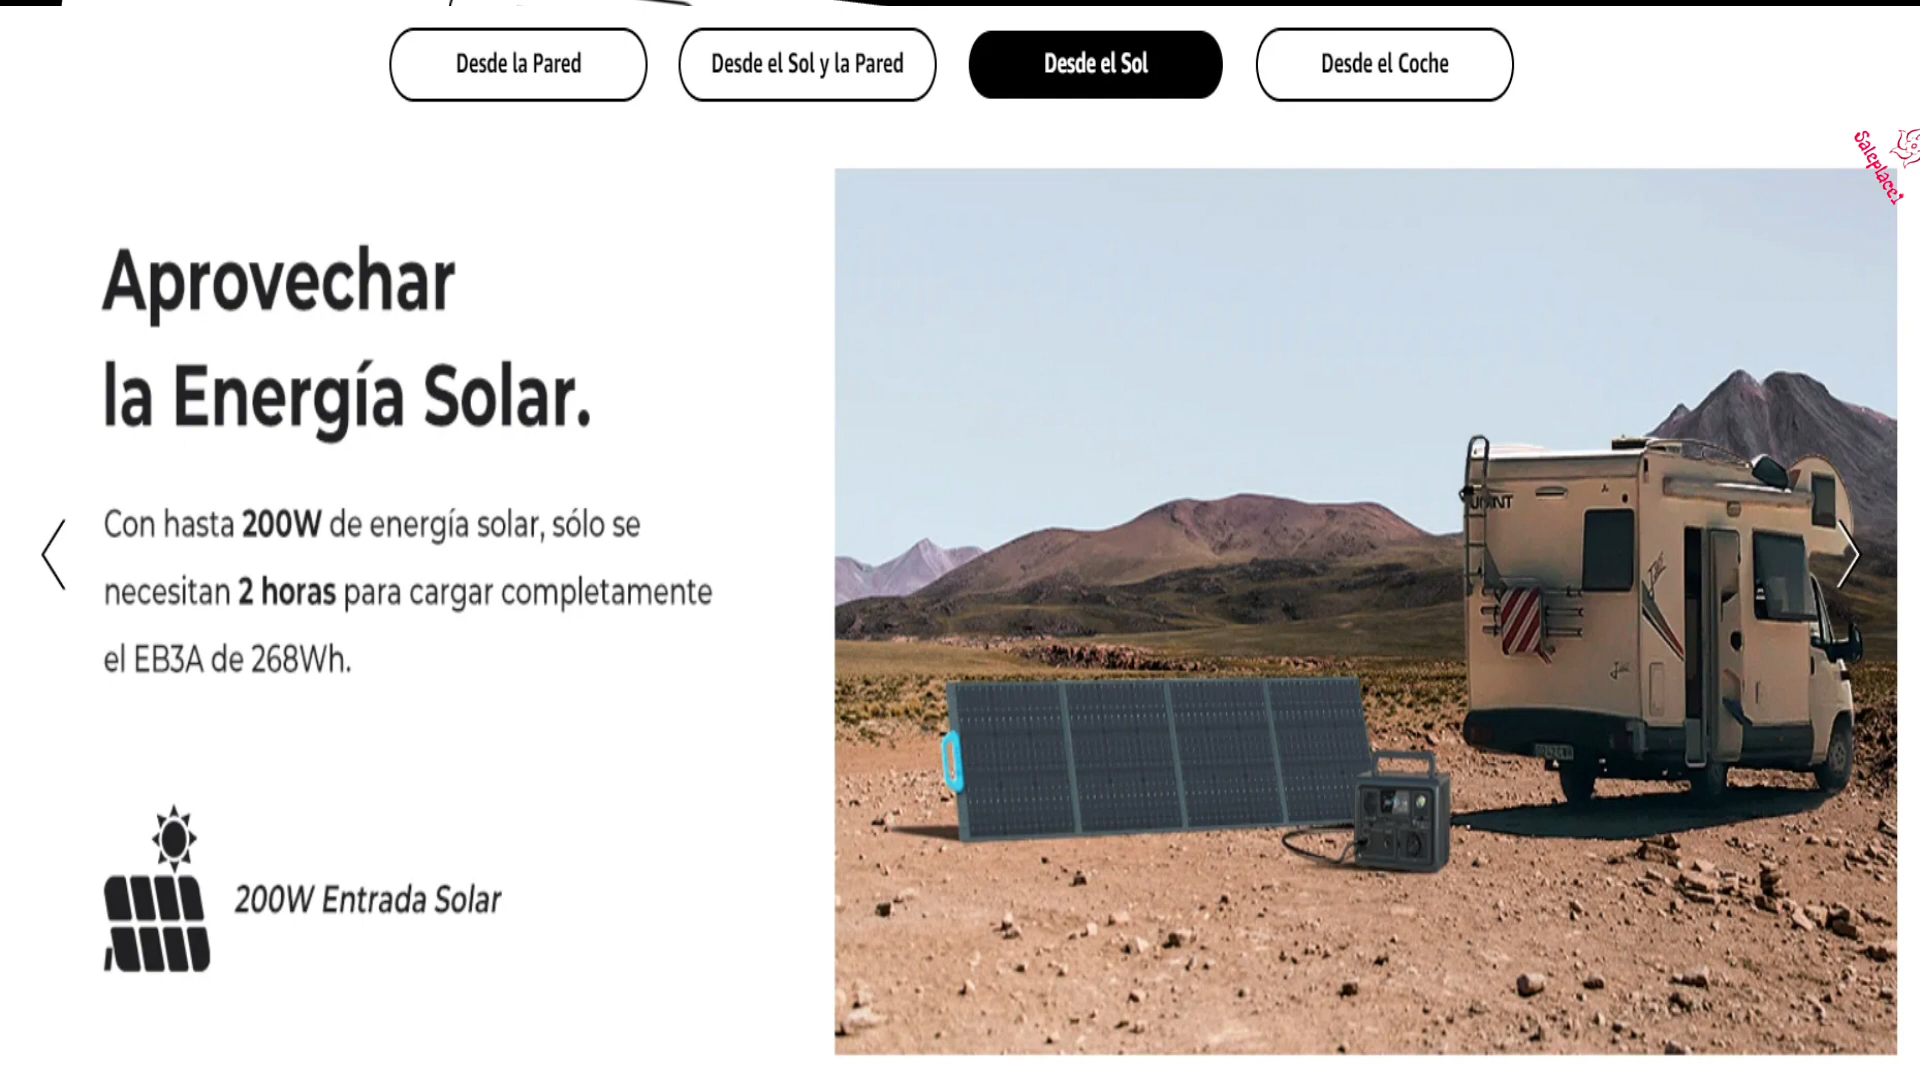 Desde la Pared
Desde el Sol y la Pared
Desde el Sol
Desde el Coche
Saleplace1
Aprovechar
la Energía Solar.
Con hasta 200W de energía solar, sólo se
necesitan 2 horas para cargar completamente
el EB3A de 268Wh.
200W Entrada Solar